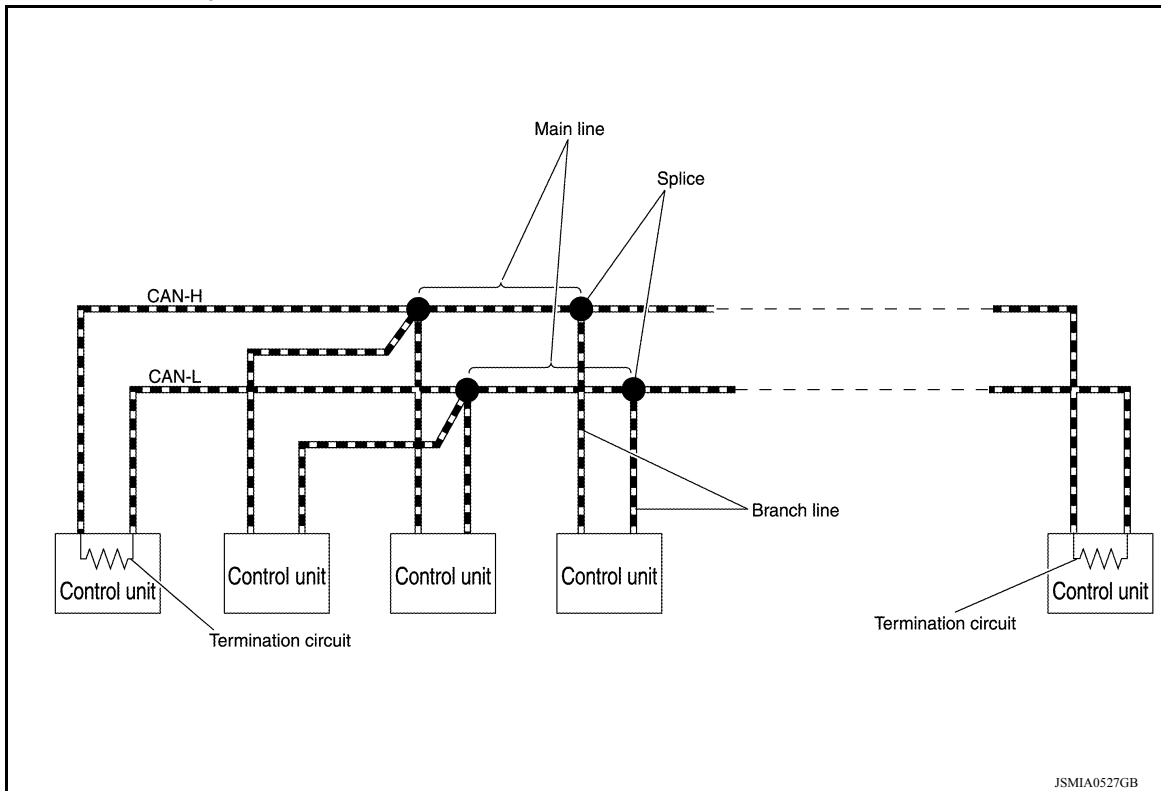 Main line
Splice
CAN-H
CAN-L
Branch line
Control unit
Control unit
Control unit
Control unit
Control unit
Termination circuit
Termination circuit
JSMIA0527GB